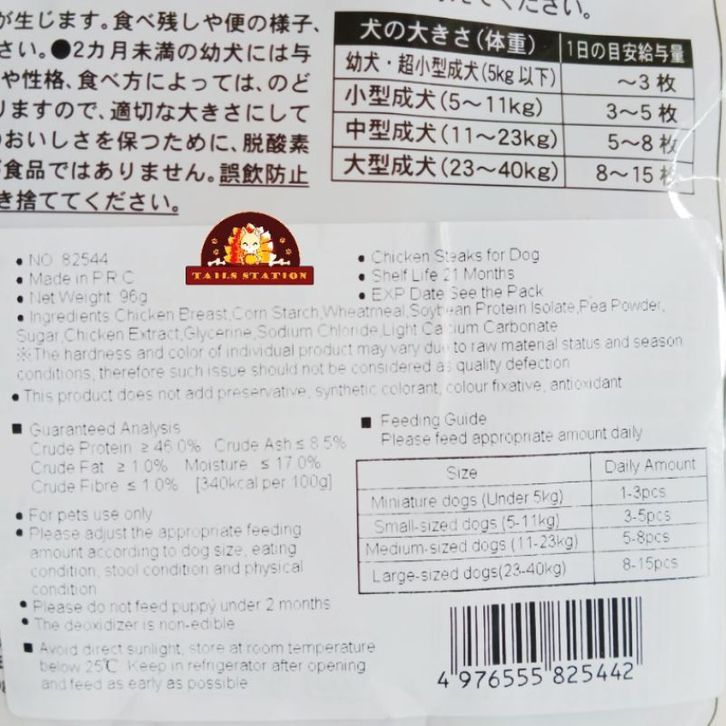 が生じます。食べ残しや便の様子、
さい。●2カ月未満の幼犬には与
や性格、食べ方によっては、のど
りますので、適切な大きさにして
おいしさを保つために、脱酸素
食品ではありません。誤飲防止
き捨ててください。
ください。
犬の大きさ(体重) 1日の目安給与量
幼犬・超小型成犬(5kg以下) 〜3枚
小型成犬(5〜11kg) 3〜5枚
中型成犬(11〜23kg) 5〜8枚
大型成犬(23〜40kg) 8〜15枚
TAILS STATION
• NO. 82544
• Made in P.R.C
• Net Weight 96g
• Chicken Steaks for Dog
• Shelf Life 21 Months
• EXP Date See the Pack
• Ingredients Chicken Breast,Corn Starch,Wheatmeal,Soybean Protein Isolate,Pea Powder,
Sugar,Chicken Extract,Glycerine,Sodium Chloride,Light Calcium Carbonate
※The hardness and color of individual product may vary due to raw material status and season
conditions, therefore such issue should not be considered as quality defection
• This product does not add preservative, synthetic colorant, colour fixative, antioxidant
■ Guaranteed Analysis
Crude Protein ≥ 46.0% Crude Ash ≤ 8.5%
Crude Fat ≥ 1.0% Moisture ≤ 17.0%
Crude Fibre ≤ 1.0% [340kcal per 100g]
• For pets use only
• Please adjust the appropriate feeding
amount according to dog size, eating
condition, stool condition and physical
condition
• Please do not feed puppy under 2 months
• The deoxidizer is non-edible
■ Avoid direct sunlight, store at room temperature
below 25℃ Keep in refrigerator after opening
and feed as early as possible
■ Feeding Guide
Please feed appropriate amount daily
Size Daily Amount
Miniature dogs (Under 5kg) 1-3pcs
Small-sized dogs (5-11kg) 3-5pcs
Medium-sized dogs (11-23kg) 5-8pcs
Large-sized dogs(23-40kg) 8-15pcs
4 976555 825442